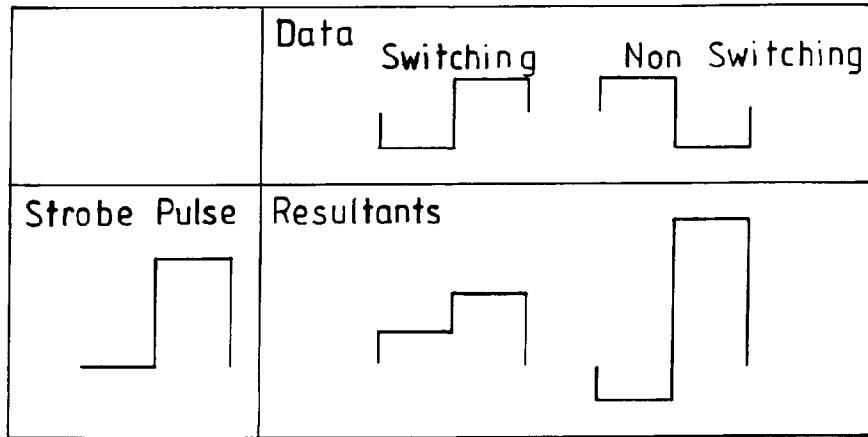 Data
Switching
Non Switching
Strobe Pulse
Resultants